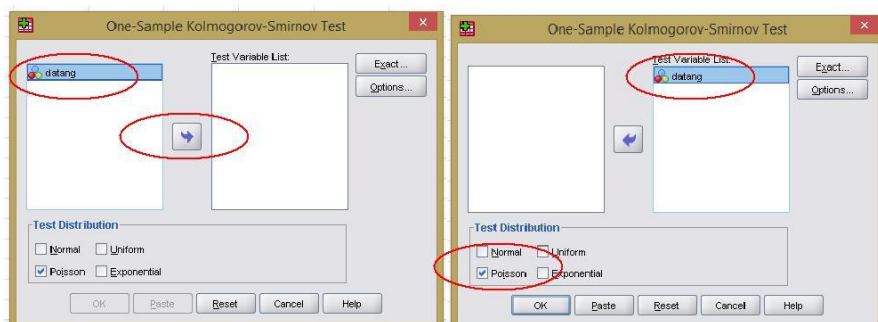 One-Sample Kolmogorov-Smirnov Test
datang
Test Variable List:
Exact...
Options...
Test Distribution
Normal
Uniform
Poisson
Exponential
OK
Paste
Reset
Cancel
Help
One-Sample Kolmogorov-Smirnov Test
Test Variable List:
datang
Exact...
Options...
Test Distribution
Normal
Uniform
Poisson
Exponential
OK
Paste
Reset
Cancel
Help